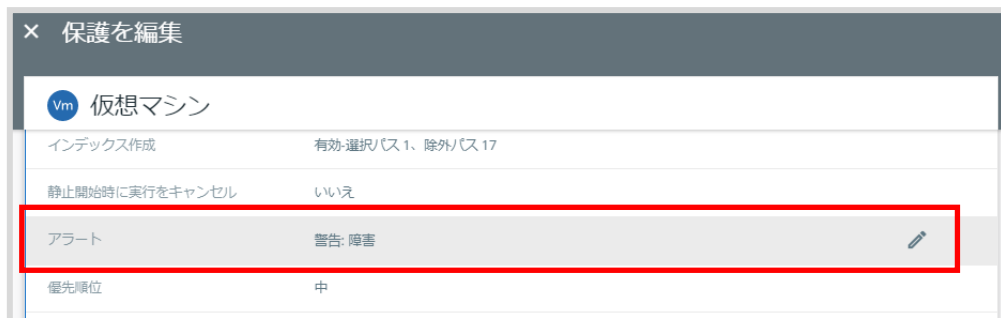 × 保護を編集
Vm 仮想マシン
インデックス作成 有効-選択パス 1、除外パス 17
静止開始時に実行をキャンセル いいえ
アラート 警告: 障害
優先順位 中